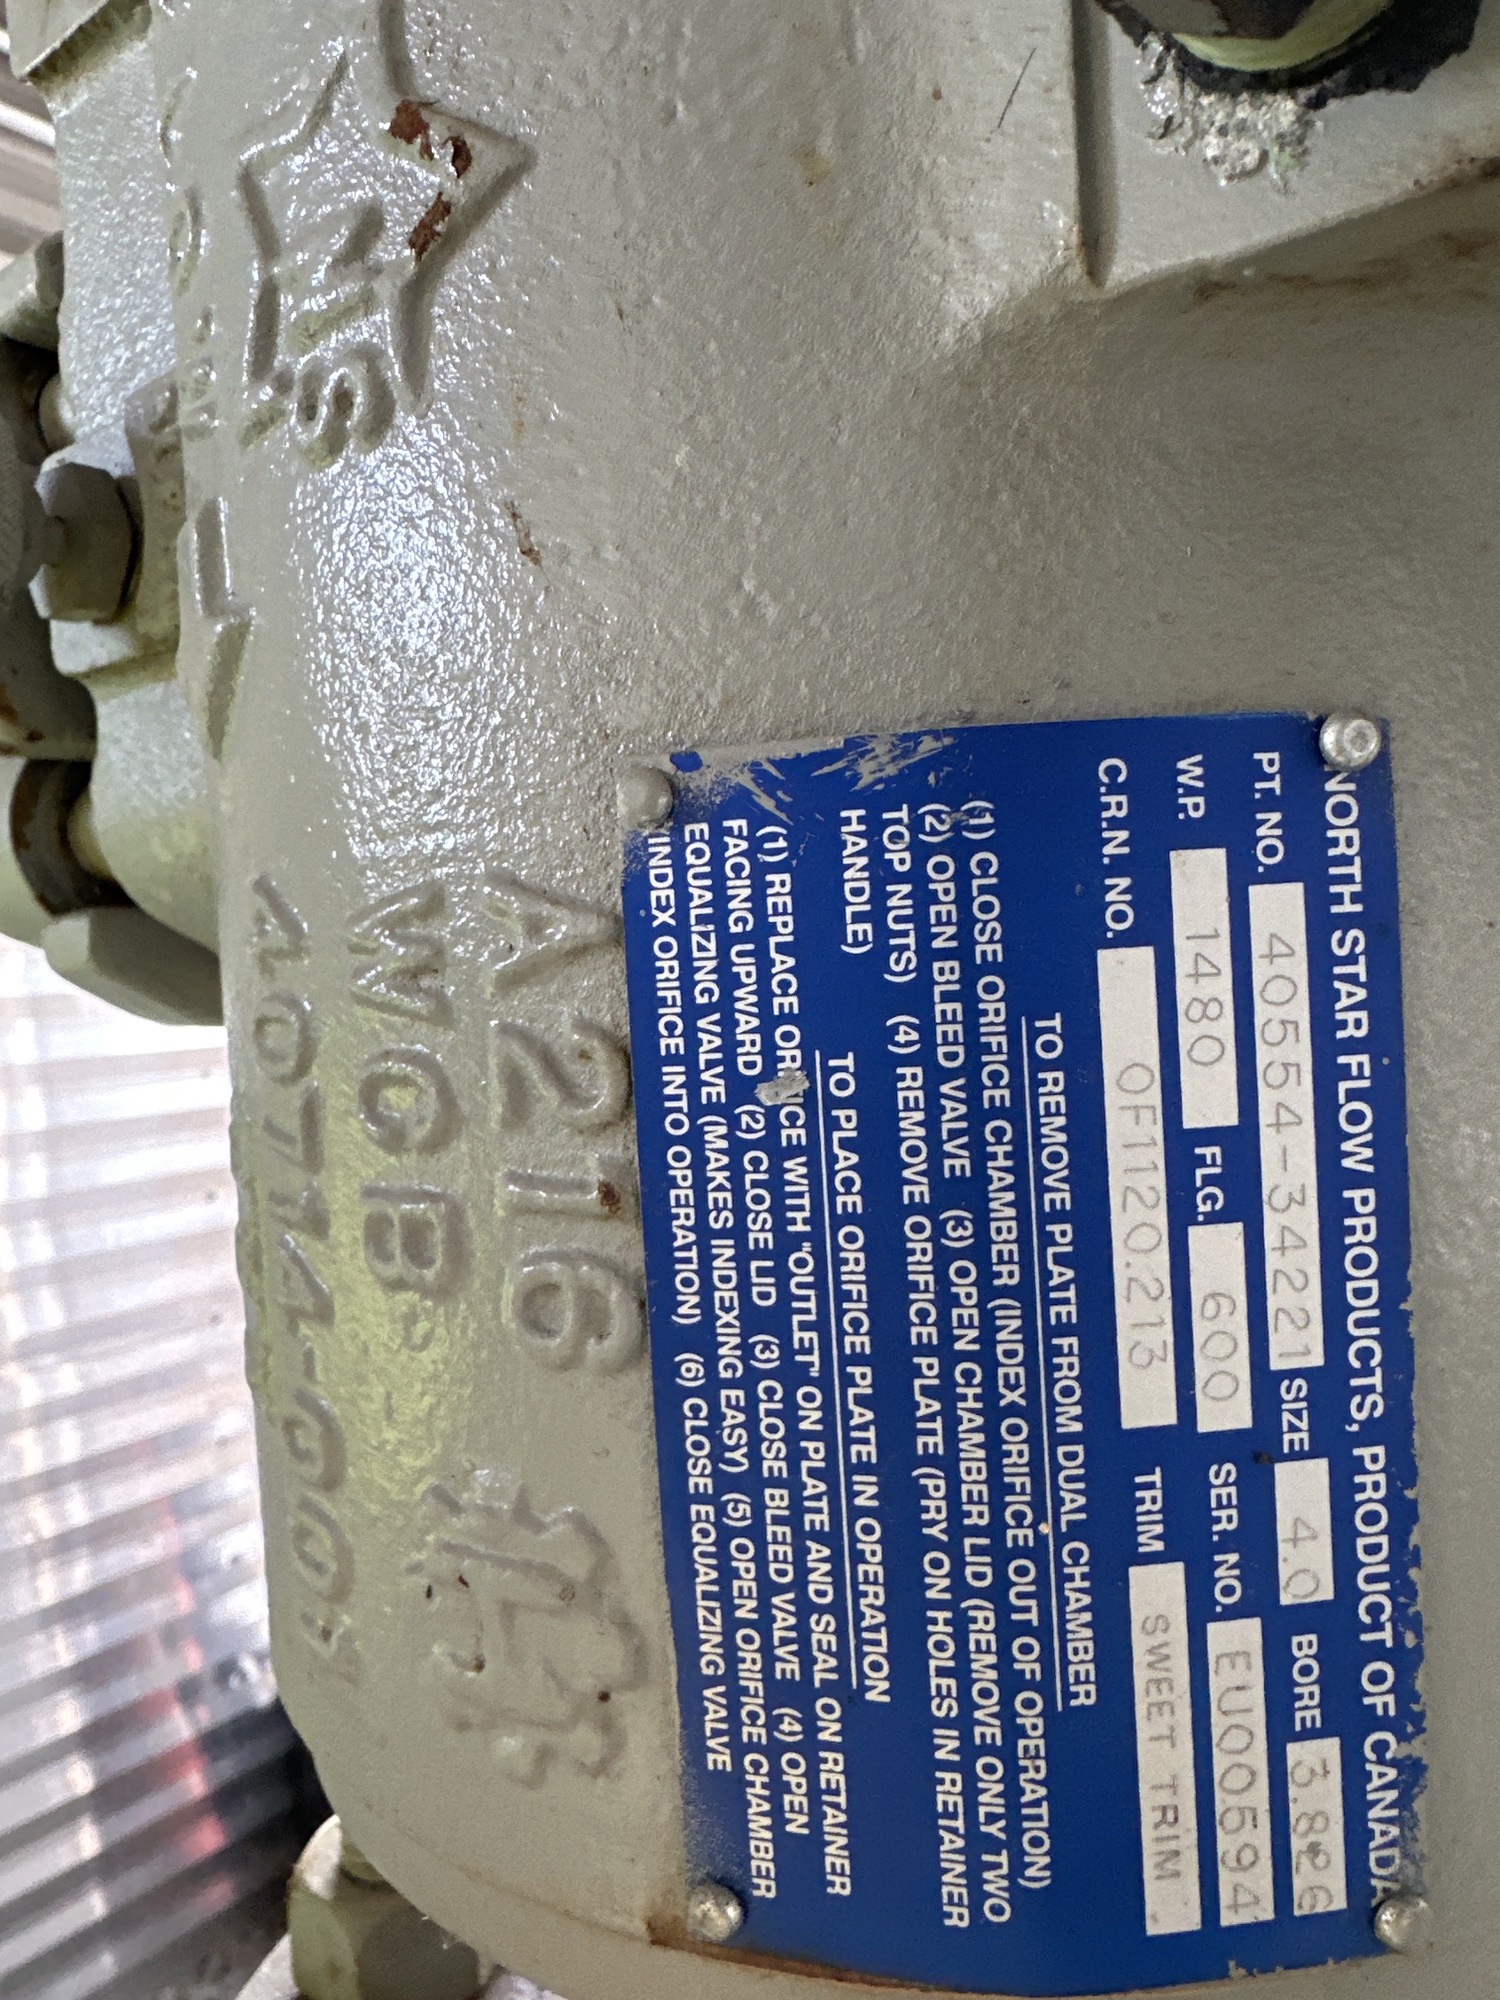 NORTH STAR FLOW PRODUCTS, PRODUCT OF CANADA
PT. NO. 40554-34221 SIZE 4.0 BORE 3.826
W.P. 1480 FLG. 600 SER. NO. EU00594
C.R.N. NO. OF1120.213 TRIM SWEET TRIM
TO REMOVE PLATE FROM DUAL CHAMBER
(1) CLOSE ORIFICE CHAMBER (INDEX ORIFICE OUT OF OPERATION)
(2) OPEN BLEED VALVE (3) OPEN CHAMBER LID (REMOVE ONLY TWO
TOP NUTS) (4) REMOVE ORIFICE PLATE (PRY ON HOLES IN RETAINER
HANDLE)
TO PLACE ORIFICE PLATE IN OPERATION
(1) REPLACE ORIFICE WITH "OUTLET" ON PLATE AND SEAL ON RETAINER
FACING UPWARD (2) CLOSE LID (3) CLOSE BLEED VALVE (4) OPEN
EQUALIZING VALVE (MAKES INDEXING EASY) (5) OPEN ORIFICE CHAMBER
INDEX ORIFICE INTO OPERATION) (6) CLOSE EQUALIZING VALVE
NS
A216
WCB
40714-001